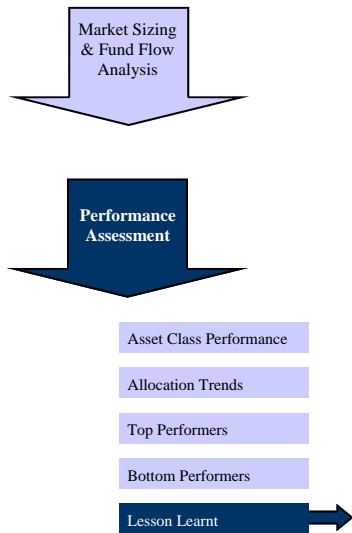 Market Sizing
& Fund Flow
Analysis
Performance
Assessment
Asset Class Performance
Allocation Trends
Top Performers
Bottom Performers
Lesson Learnt